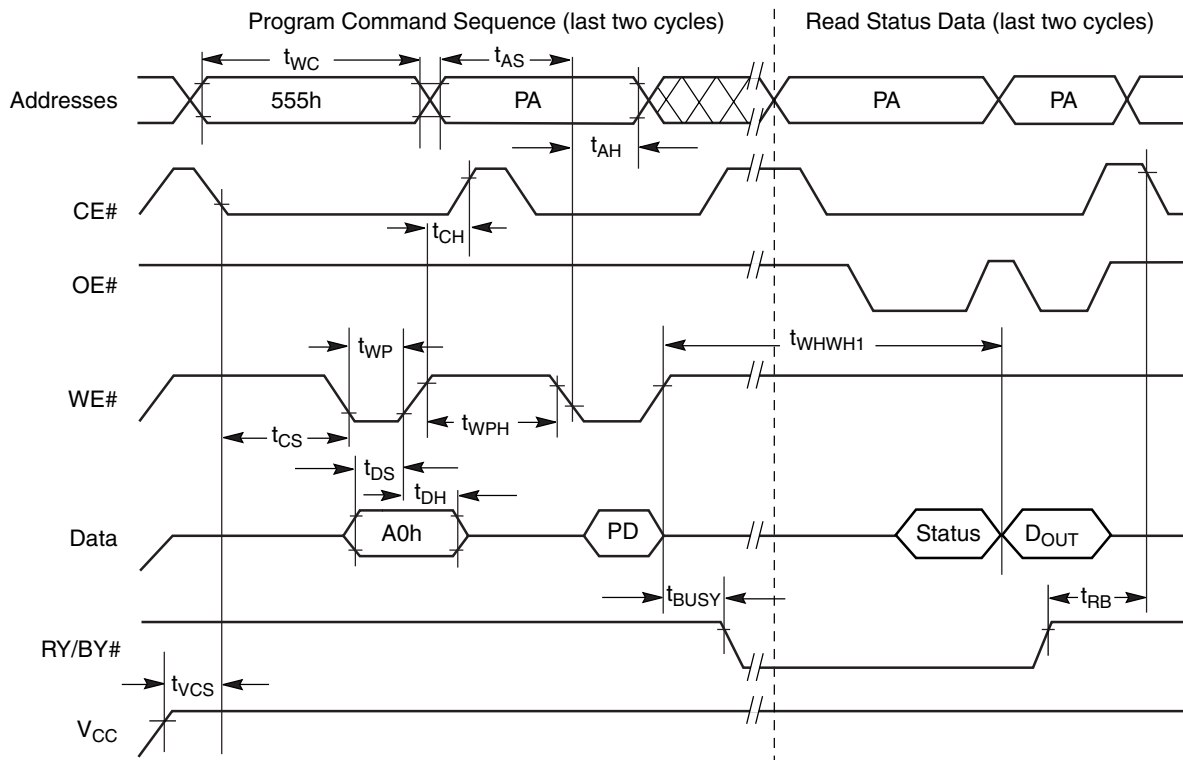 Program Command Sequence (last two cycles) Read Status Data (last two cycles)
tWC tAS
Addresses 555h PA PA PA
tAH
CE#
tCH
OE#
tWHWH1
tWP
WE#
tCS tWPH
tDS
tDH
Data A0h PD Status DOUT
tBUSY tRB
RY/BY#
tVCS
VCC